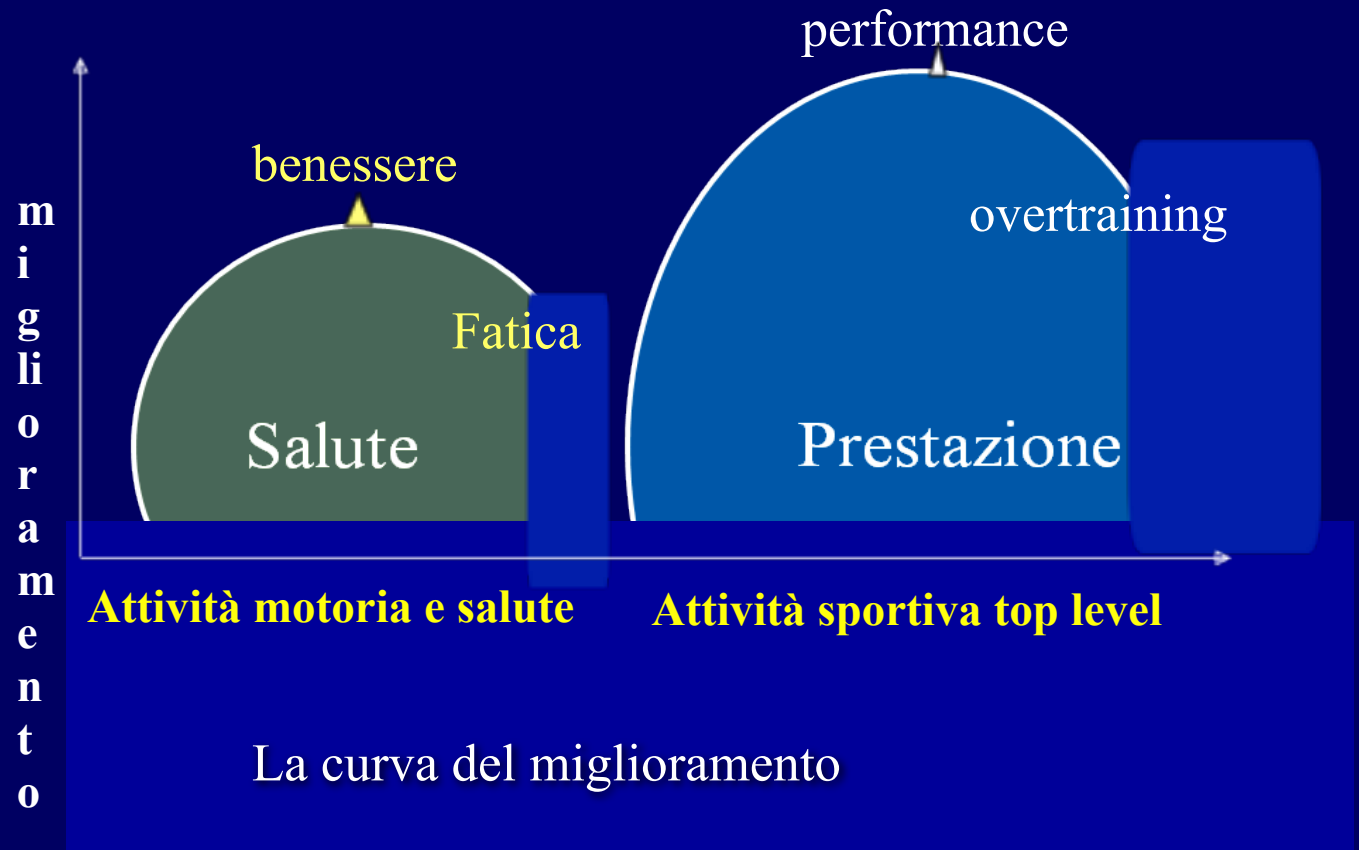 performance
benessere
miglioramento
overtraining
Fatica
Salute
Prestazione
Attività motoria e salute
Attività sportiva top level
La curva del miglioramento